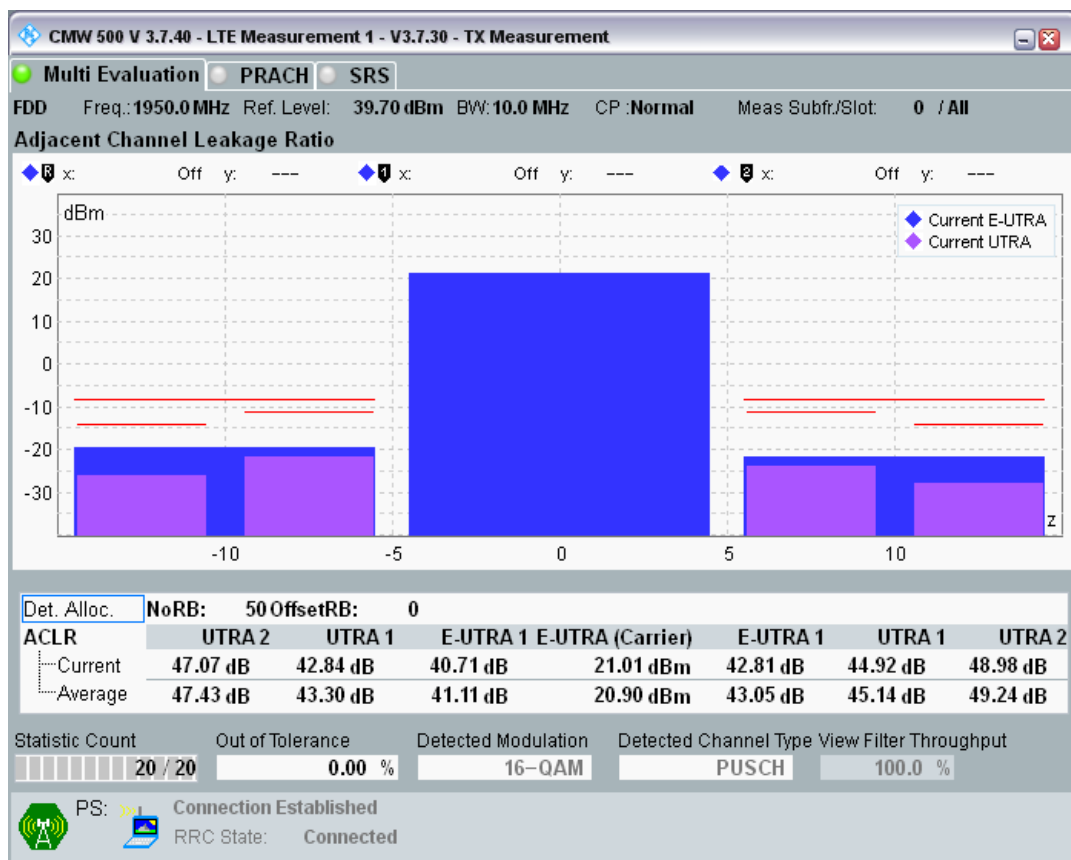 CMW 500 V 3.7.40 - LTE Measurement 1 - V3.7.30 - TX Measurement
Multi Evaluation PRACH SRS
FDD Freq.: 1950.0 MHz Ref. Level: 39.70 dBm BW: 10.0 MHz CP :Normal Meas Subfr./Slot: 0 / All
Adjacent Channel Leakage Ratio
R x: Off y: --- 1 x: Off y: --- 2 x: Off y: ---
dBm
Current E-UTRA
Current UTRA
30
20
10
0
-10
-20
-30
z
-10 -5 0 5 10
Det. Alloc. NoRB: 50 OffsetRB: 0
ACLR UTRA 2 UTRA 1 E-UTRA 1 E-UTRA (Carrier) E-UTRA 1 UTRA 1 UTRA 2
Current 47.07 dB 42.84 dB 40.71 dB 21.01 dBm 42.81 dB 44.92 dB 48.98 dB
Average 47.43 dB 43.30 dB 41.11 dB 20.90 dBm 43.05 dB 45.14 dB 49.24 dB
Statistic Count Out of Tolerance Detected Modulation Detected Channel Type View Filter Throughput
20 / 20 0.00 % 16-QAM PUSCH 100.0 %
PS: Connection Established
RRC State: Connected